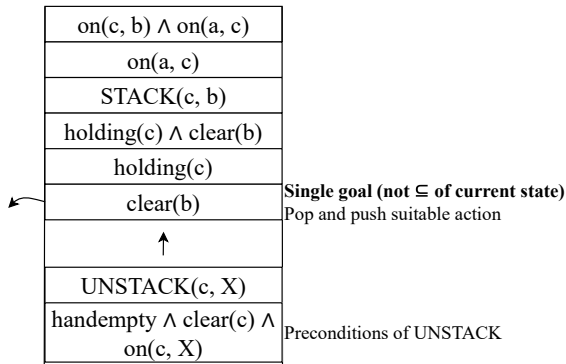 on(c, b) ∧ on(a, c)
on(a, c)
STACK(c, b)
holding(c) ∧ clear(b)
holding(c)
clear(b)
Single goal (not ⊆ of current state)
Pop and push suitable action
UNSTACK(c, X)
handempty ∧ clear(c) ∧
on(c, X)
Preconditions of UNSTACK